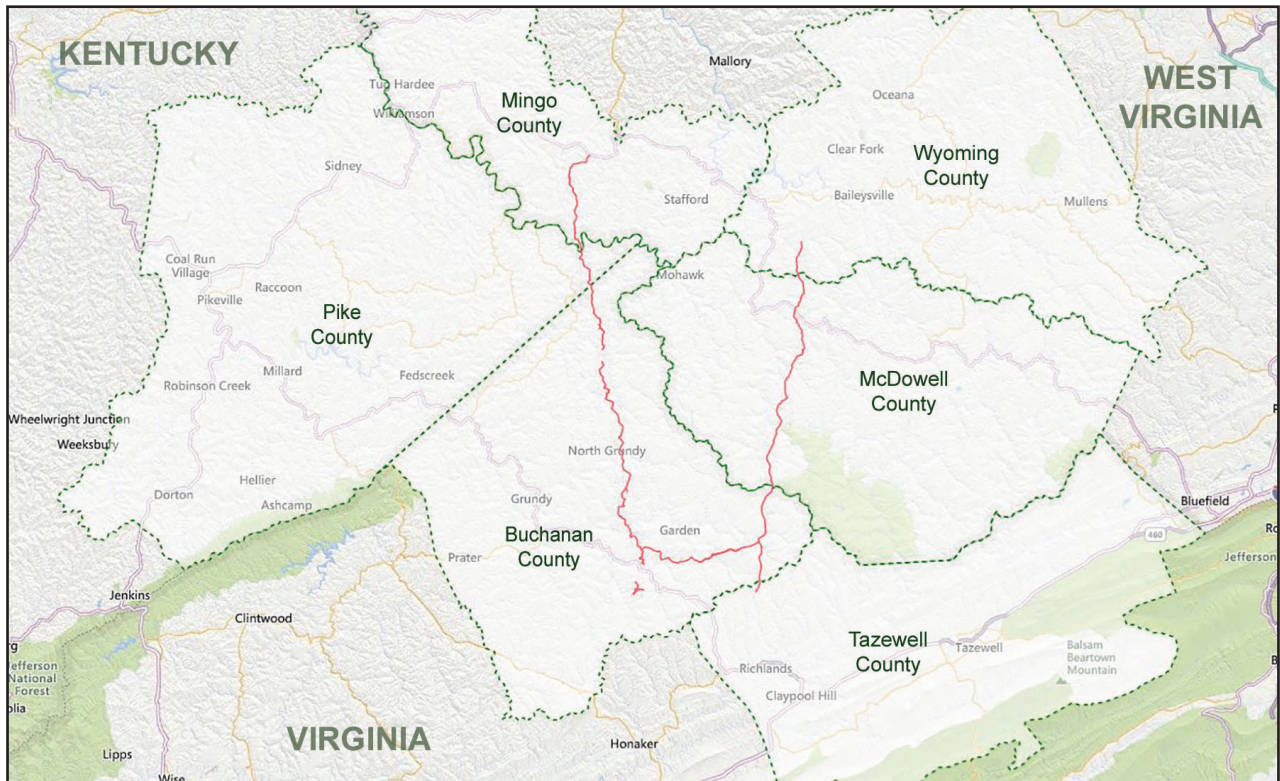 KENTUCKY
Mallory
WEST
VIRGINIA
Tug Hardee
Mingo
County
Oceana
Williamson
Clear Fork
Wyoming
County
Sidney
Stafford
Baileysville
Mullens
Coal Run
Village
Mohawk
Raccoon
Pikeville
Pike
County
Millard
Fedscreek
McDowell
County
Robinson Creek
Wheelwright Junction
Weeksbury
North Grundy
Hellier
Dorton
Grundy
Ashcamp
Bluefield
Garden
Buchanan
County
460
Prater
Jefferson
Jenkins
Clintwood
Tazewell
County
Tazewell
Balsam
Beartown
Mountain
Jefferson
National
Forest
Richlands
Claypool Hill
VIRGINIA
Honaker
Lipps
Wise